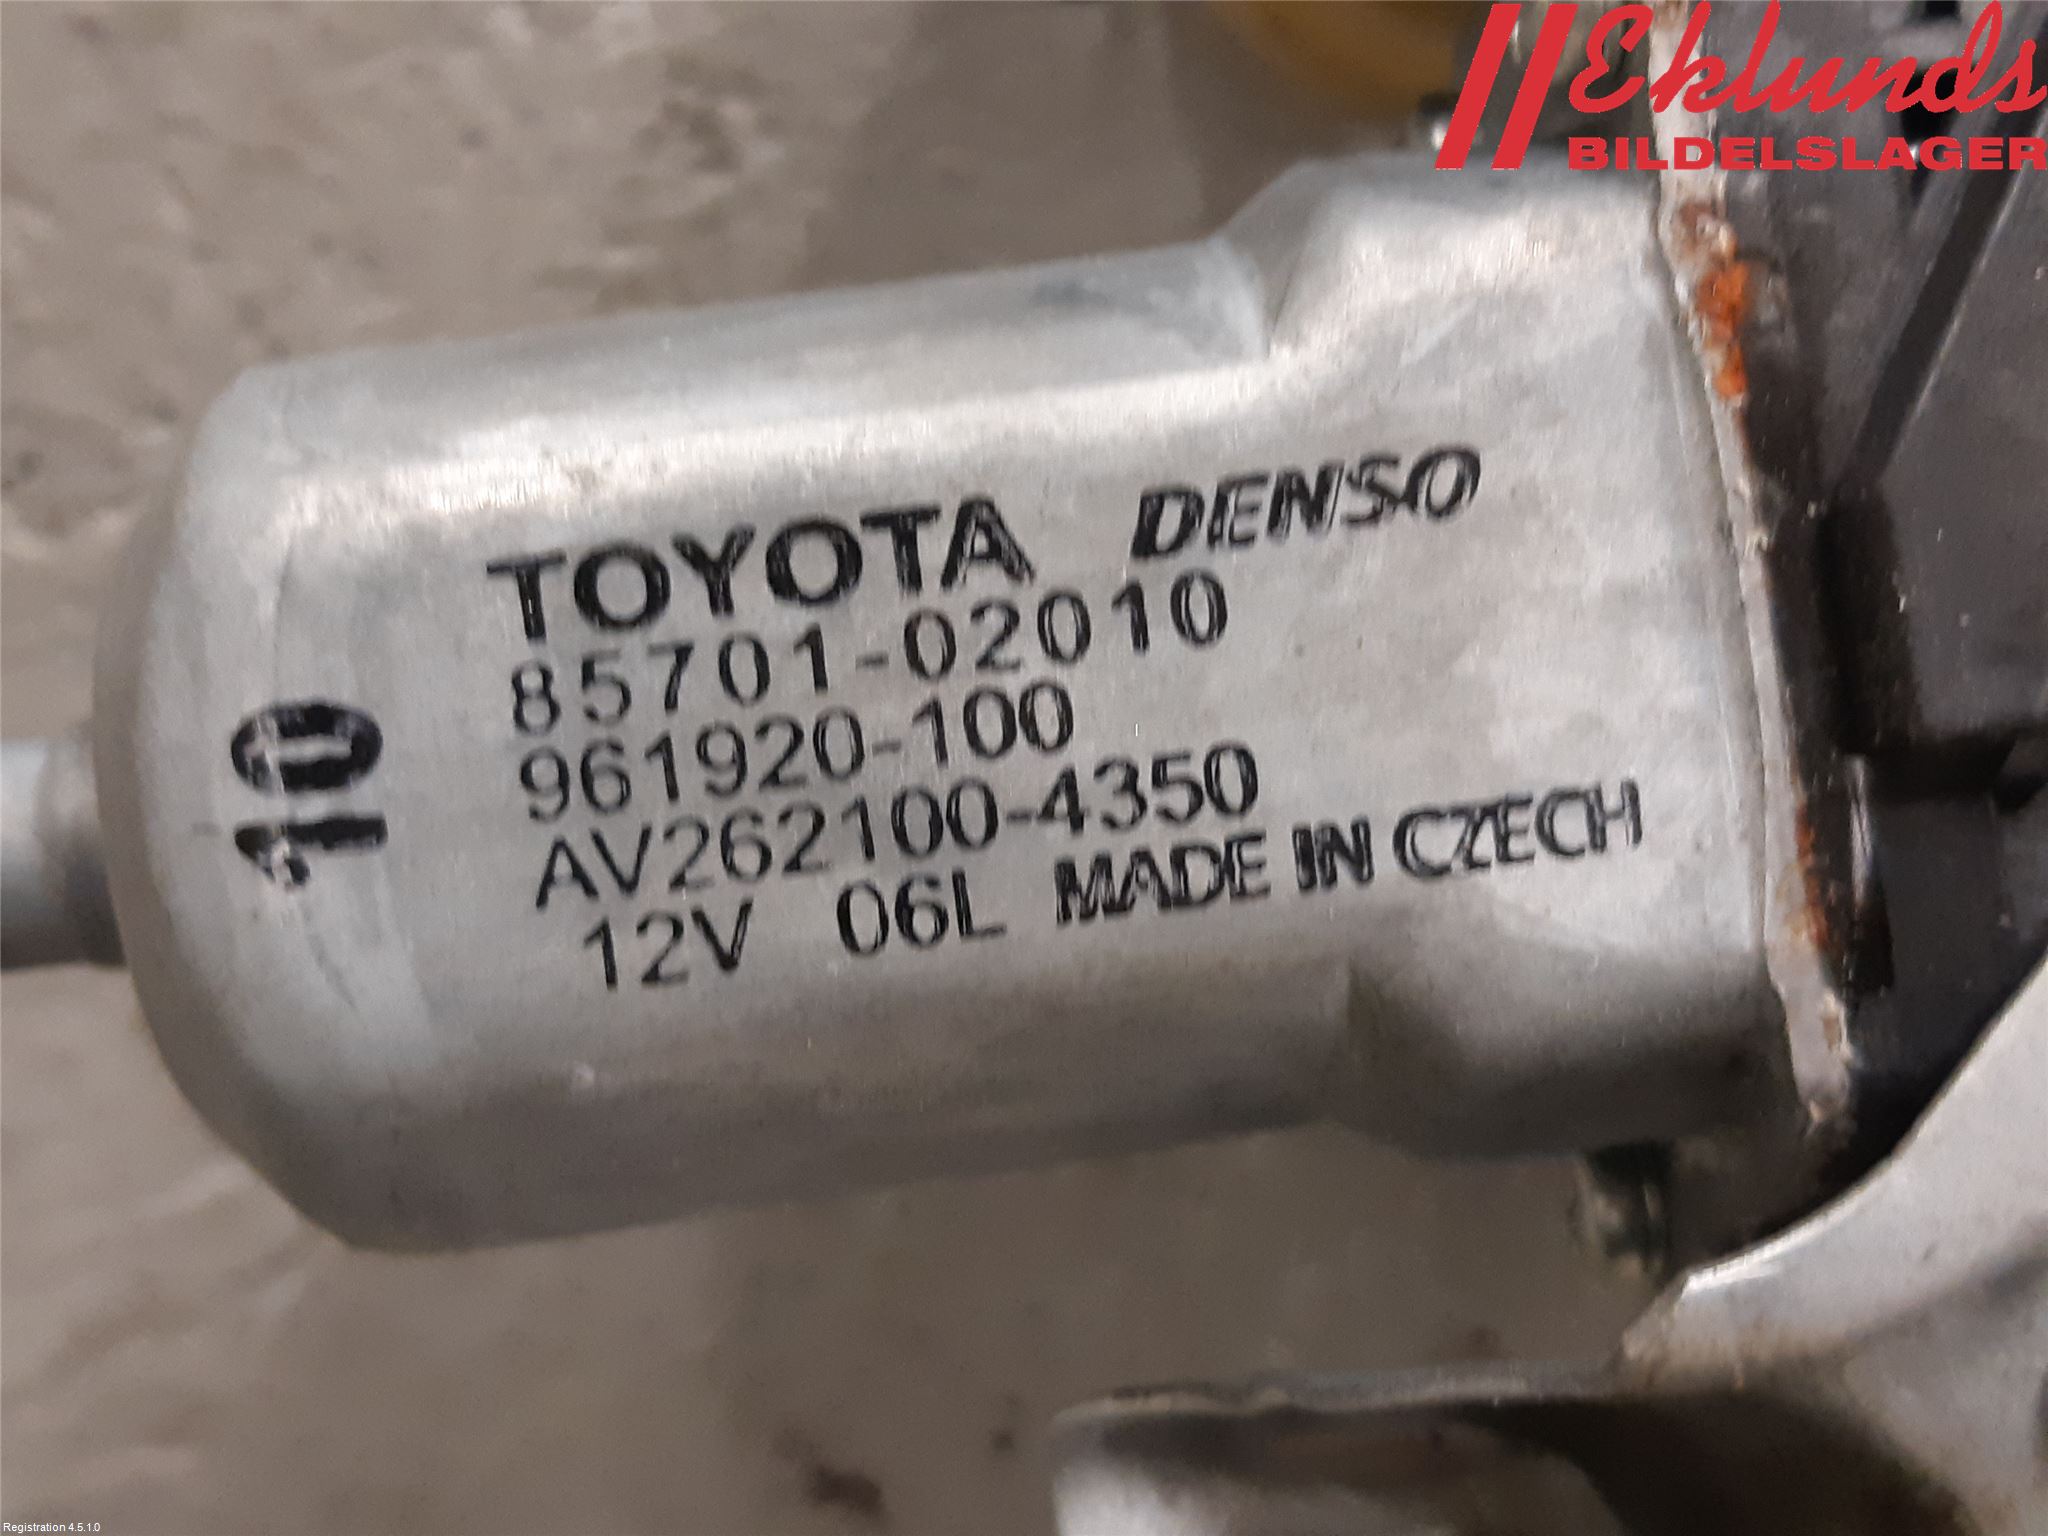 Eklunds
BILDELSLAGER
TOYOTA DENSO
85701-02010
961920-100
AV262100-4350
12V 06L MADE IN CZECH
10
Registration 4.5.1.0